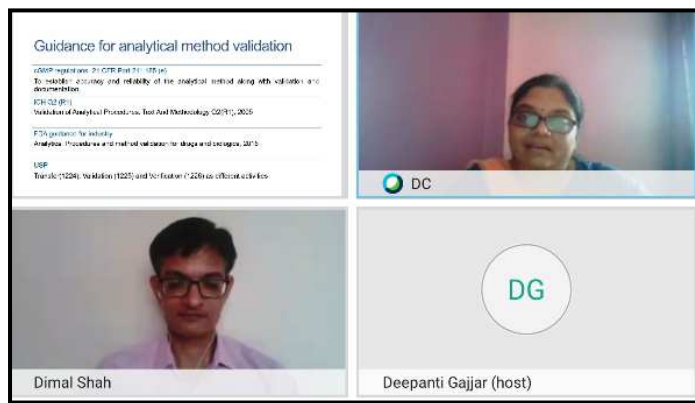 Guidance for analytical method validation
cGMP regulations 21 CFR Part 211.165 (e)
To establish accuracy and reliability of the analytical method along with validation and
documentation
ICH Q2 (R1)
Validation of Analytical Procedures: Text And Methodology Q2(R1), 2005
FDA guidance for industry
Analytical Procedures and method validation for drugs and biologics, 2015
USP
Transfer (1224), Validation (1225) and Verification (1226) as different activities
DC
Dimal Shah
DG
Deepanti Gajjar (host)